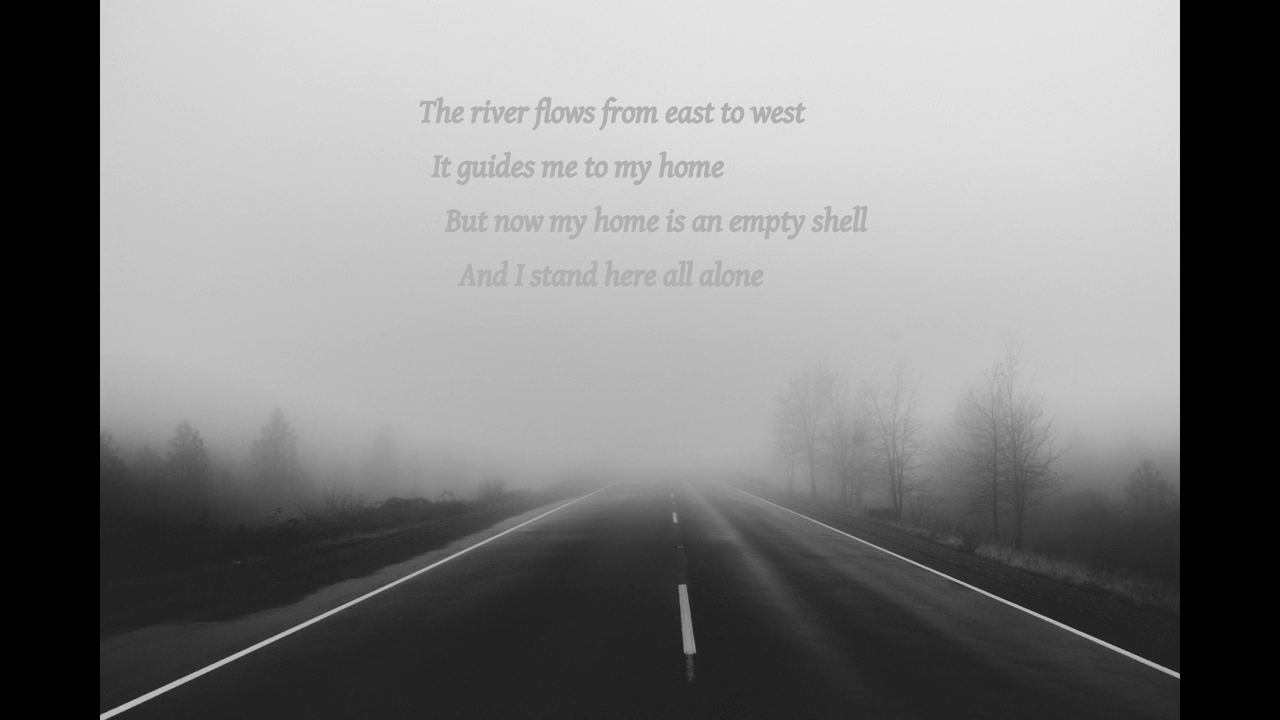 The river flows from east to west
It guides me to my home
But now my home is an empty shell
And I stand here all alone